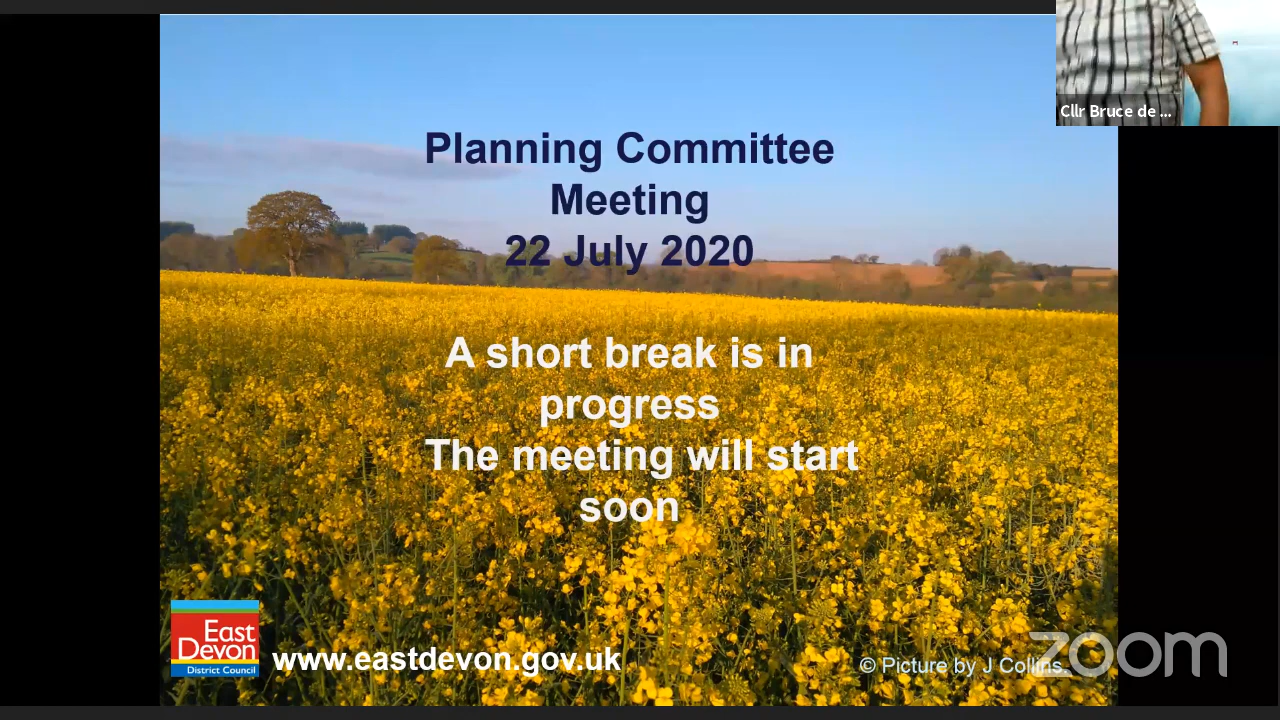 Cllr Bruce de ...
Planning Committee
Meeting
22 July 2020
A short break is in
progress
The meeting will start
soon
East
Devon
District Council
www.eastdevon.gov.uk
© Picture by J Collins.
zoom